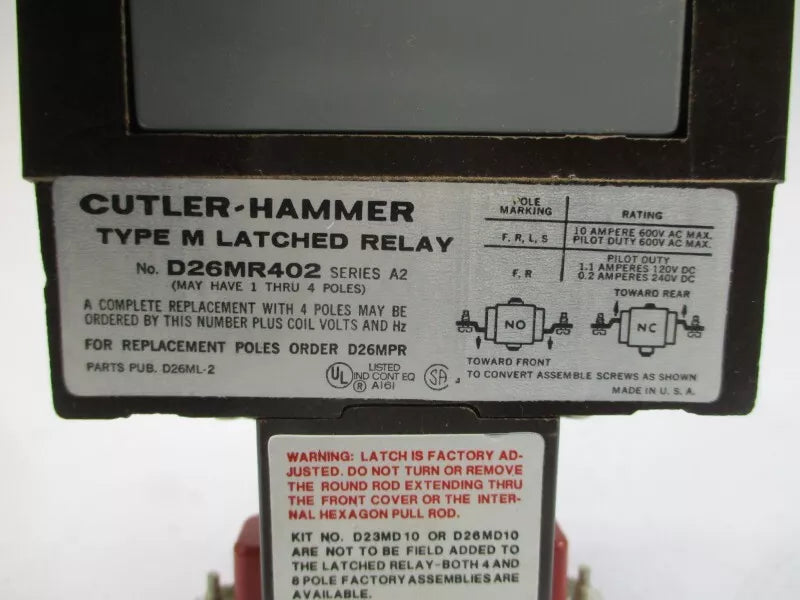 CUTLER-HAMMER
TYPE M LATCHED RELAY
No. D26MR402 SERIES A2
(MAY HAVE 1 THRU 4 POLES)
A COMPLETE REPLACEMENT WITH 4 POLES MAY BE
ORDERED BY THIS NUMBER PLUS COIL VOLTS AND Hz
FOR REPLACEMENT POLES ORDER D26MPR
PARTS PUB. D26ML-2
UL
LISTED
IND CONT EQ
R A161
SA
POLE
MARKING
RATING
F, R, L, S
10 AMPERE 600V AC MAX.
PILOT DUTY 600V AC MAX.
F, R
PILOT DUTY
1.1 AMPERES 120V DC
0.2 AMPERES 240V DC
TOWARD REAR
NO
NC
TOWARD FRONT
TO CONVERT ASSEMBLE SCREWS AS SHOWN
MADE IN U.S.A.
WARNING: LATCH IS FACTORY AD-
JUSTED. DO NOT TURN OR REMOVE
THE ROUND ROD EXTENDING THRU
THE FRONT COVER OR THE INTER-
NAL HEXAGON PULL ROD.
KIT NO. D23MD10 OR D26MD10
ARE NOT TO BE FIELD ADDED TO
THE LATCHED RELAY-BOTH 4 AND
8 POLE FACTORY ASSEMBLIES ARE
AVAILABLE.